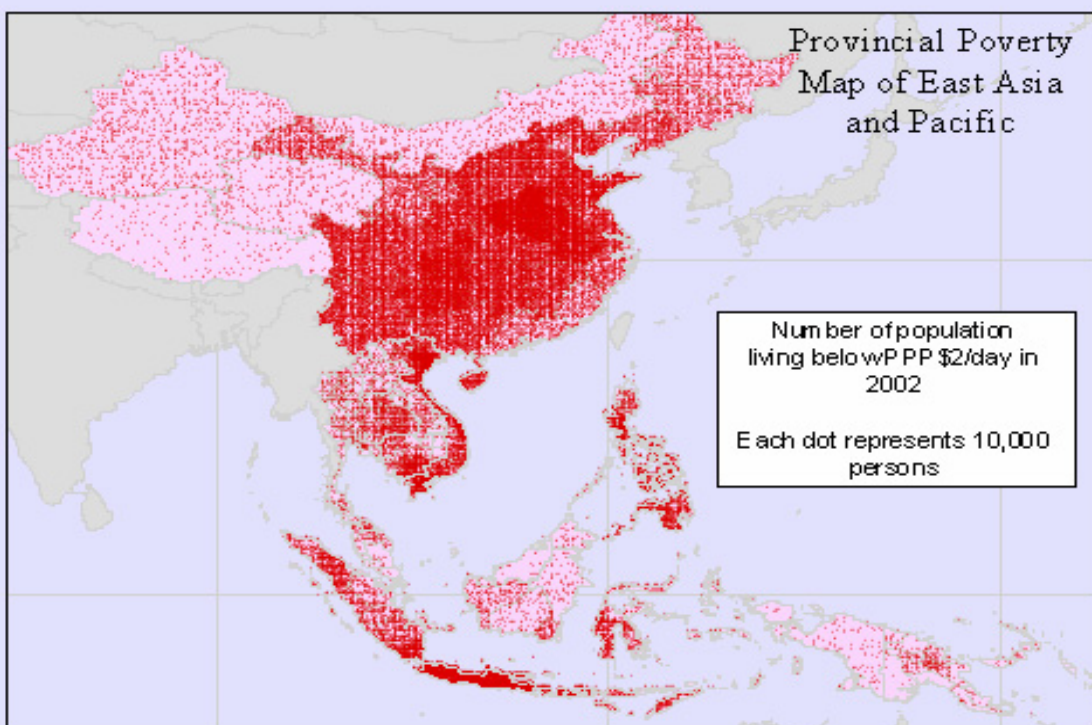 Provincial Poverty
Map of East Asia
and Pacific
Number of population
living below PPP $2/day in
2002
Each dot represents 10,000
persons